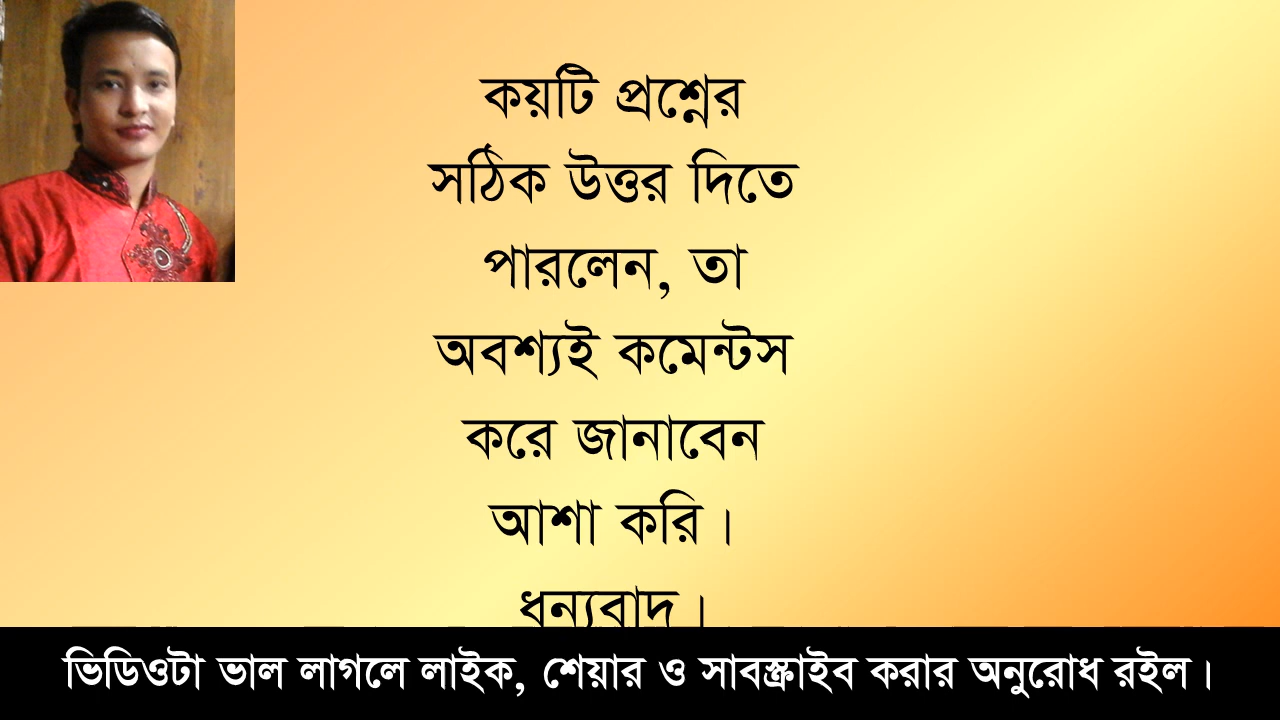 কয়টি প্রশ্নের
সঠিক উত্তর দিতে
পারলেন, তা
অবশ্যই কমেন্টস
করে জানাবেন
আশা করি।
ধন্যবাদ।
ভিডিওটা ভাল লাগলে লাইক, শেয়ার ও সাবস্ক্রাইব করার অনুরোধ রইল।